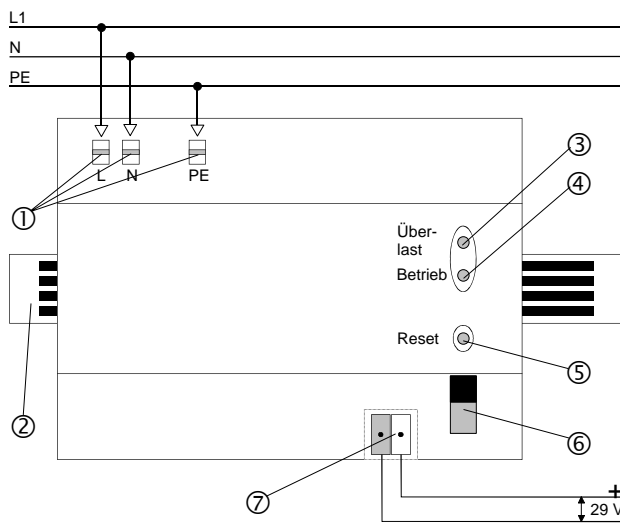 L1
N
PE
L N PE
①
③
④
Über-
last
Betrieb
Reset
②
⑤
⑥
⑦
+
29 V